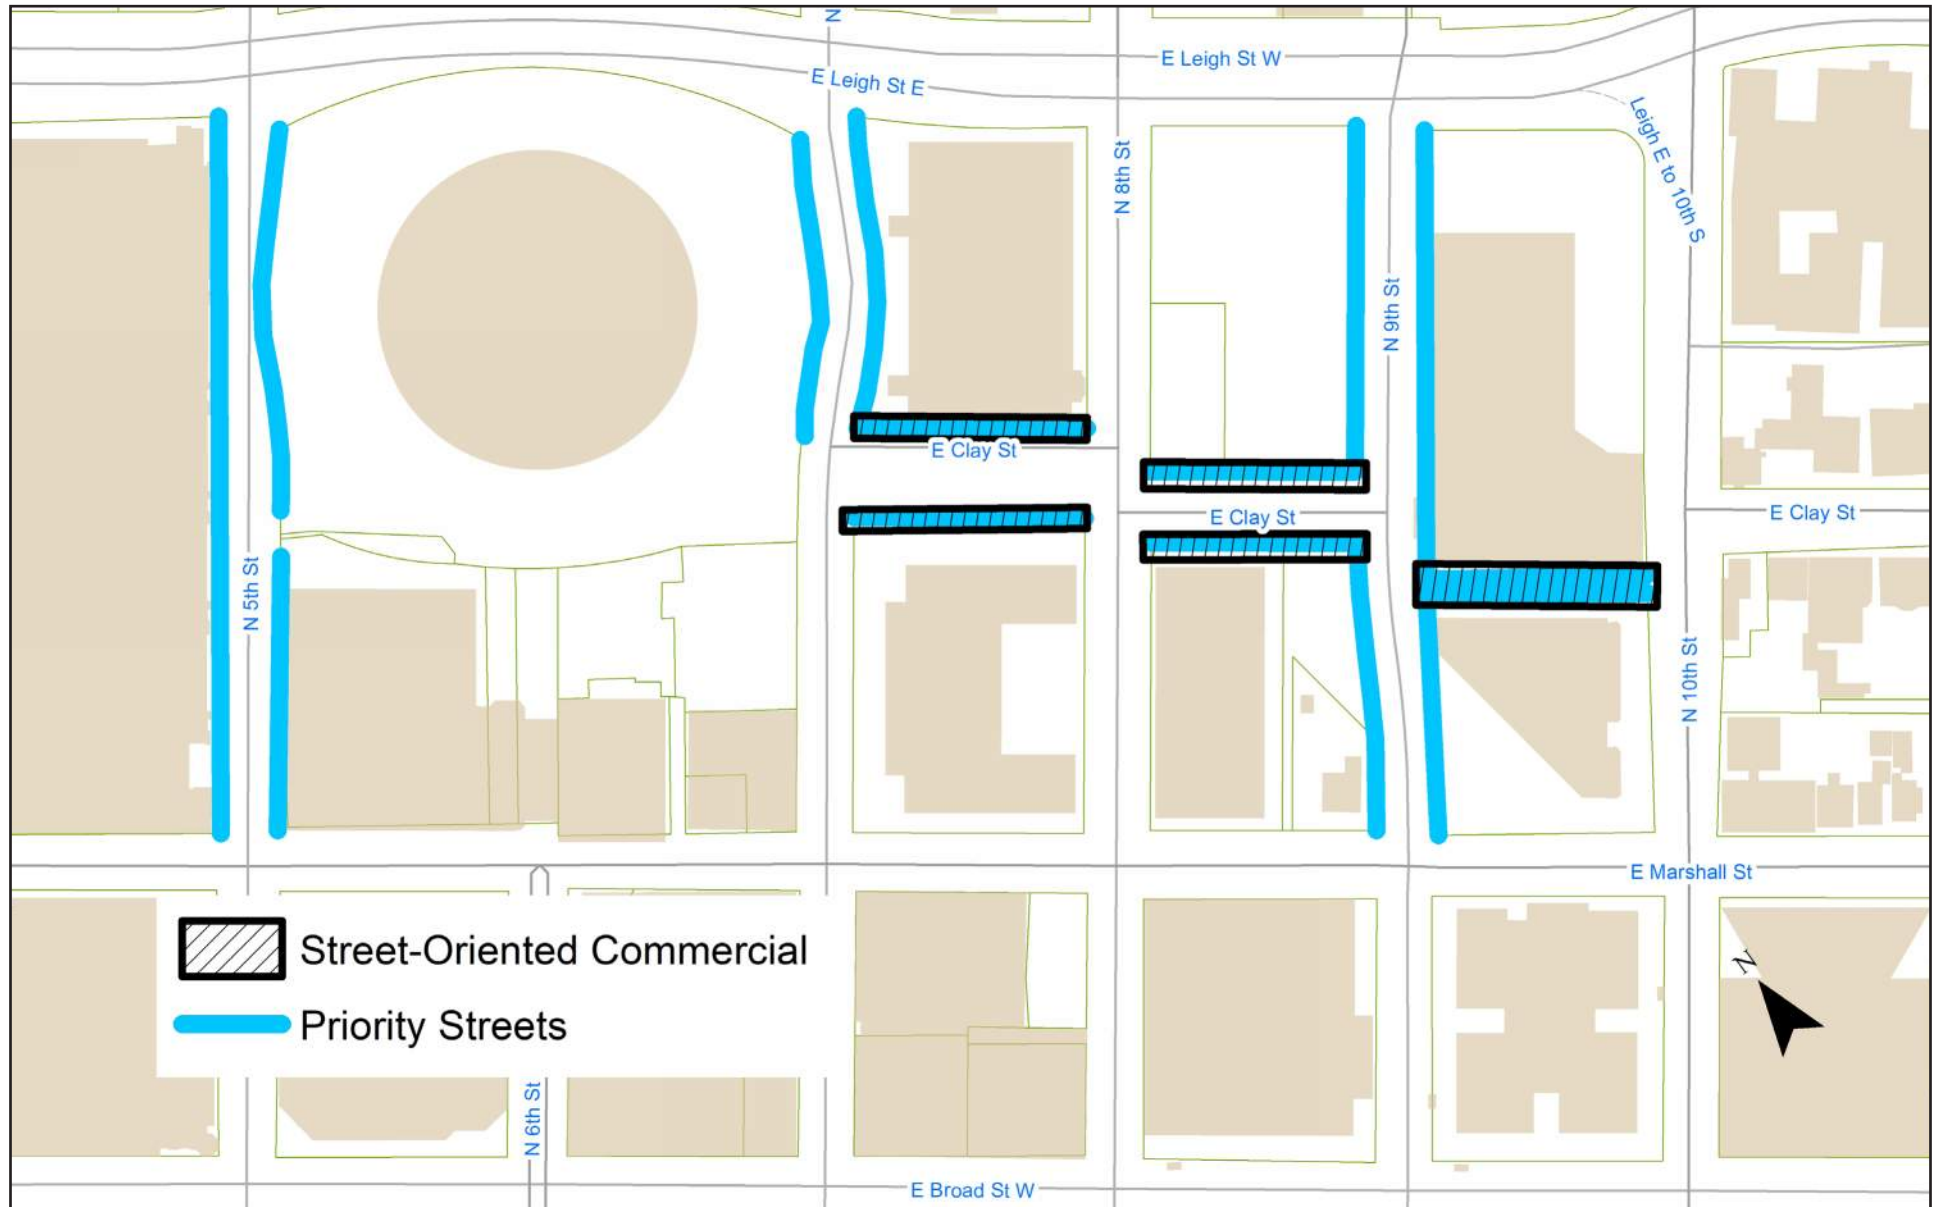 N
E Leigh St W
E Leigh St E
Leigh E to 10th S
N 8th St
N 9th St
E Clay St
E Clay St
E Clay St
N 5th St
N 10th St
E Marshall St
Street-Oriented Commercial
Priority Streets
N
N 6th St
E Broad St W